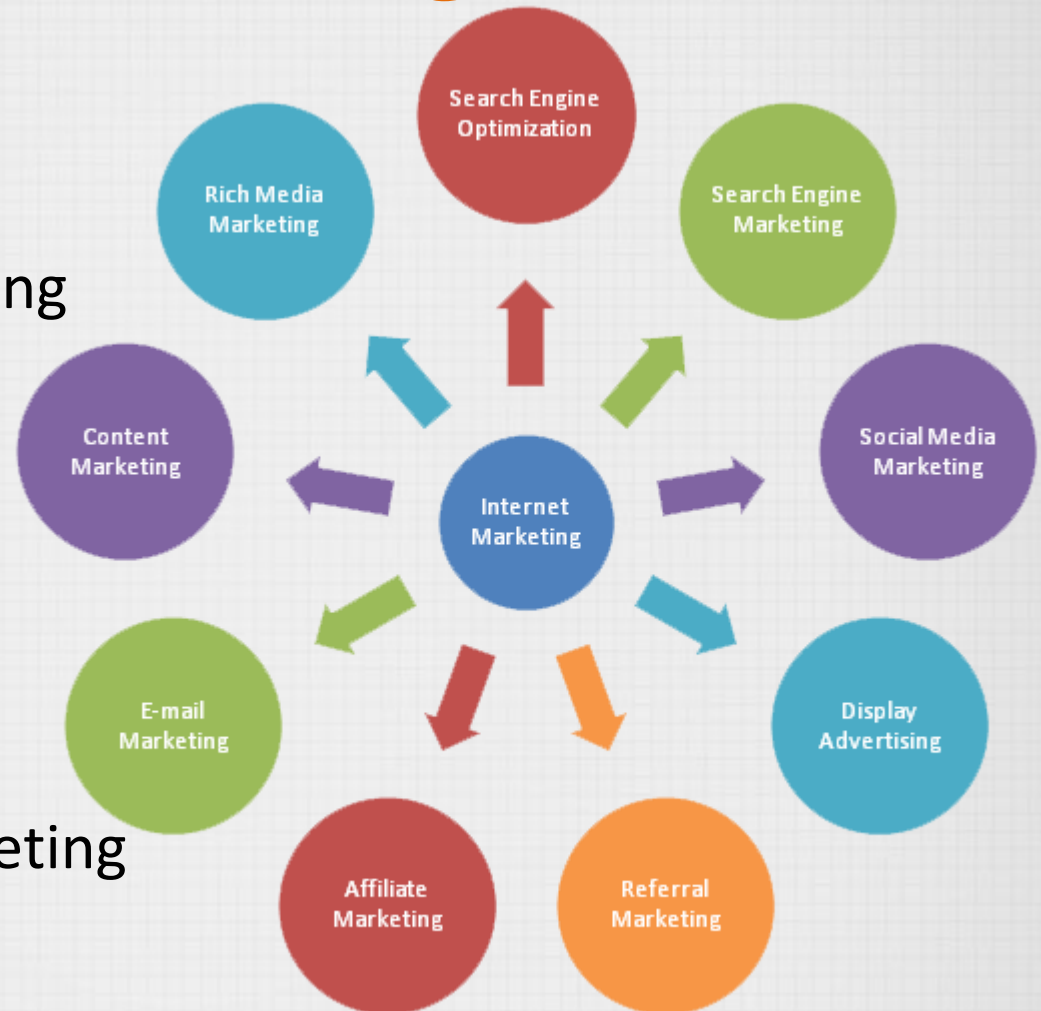 Search Engine
Optimization
Rich Media
Marketing
Search Engine
Marketing
ng
Content
Marketing
Social Media
Marketing
Internet
Marketing
E-mail
Marketing
Display
Advertising
eting
Affiliate
Marketing
Referral
Marketing